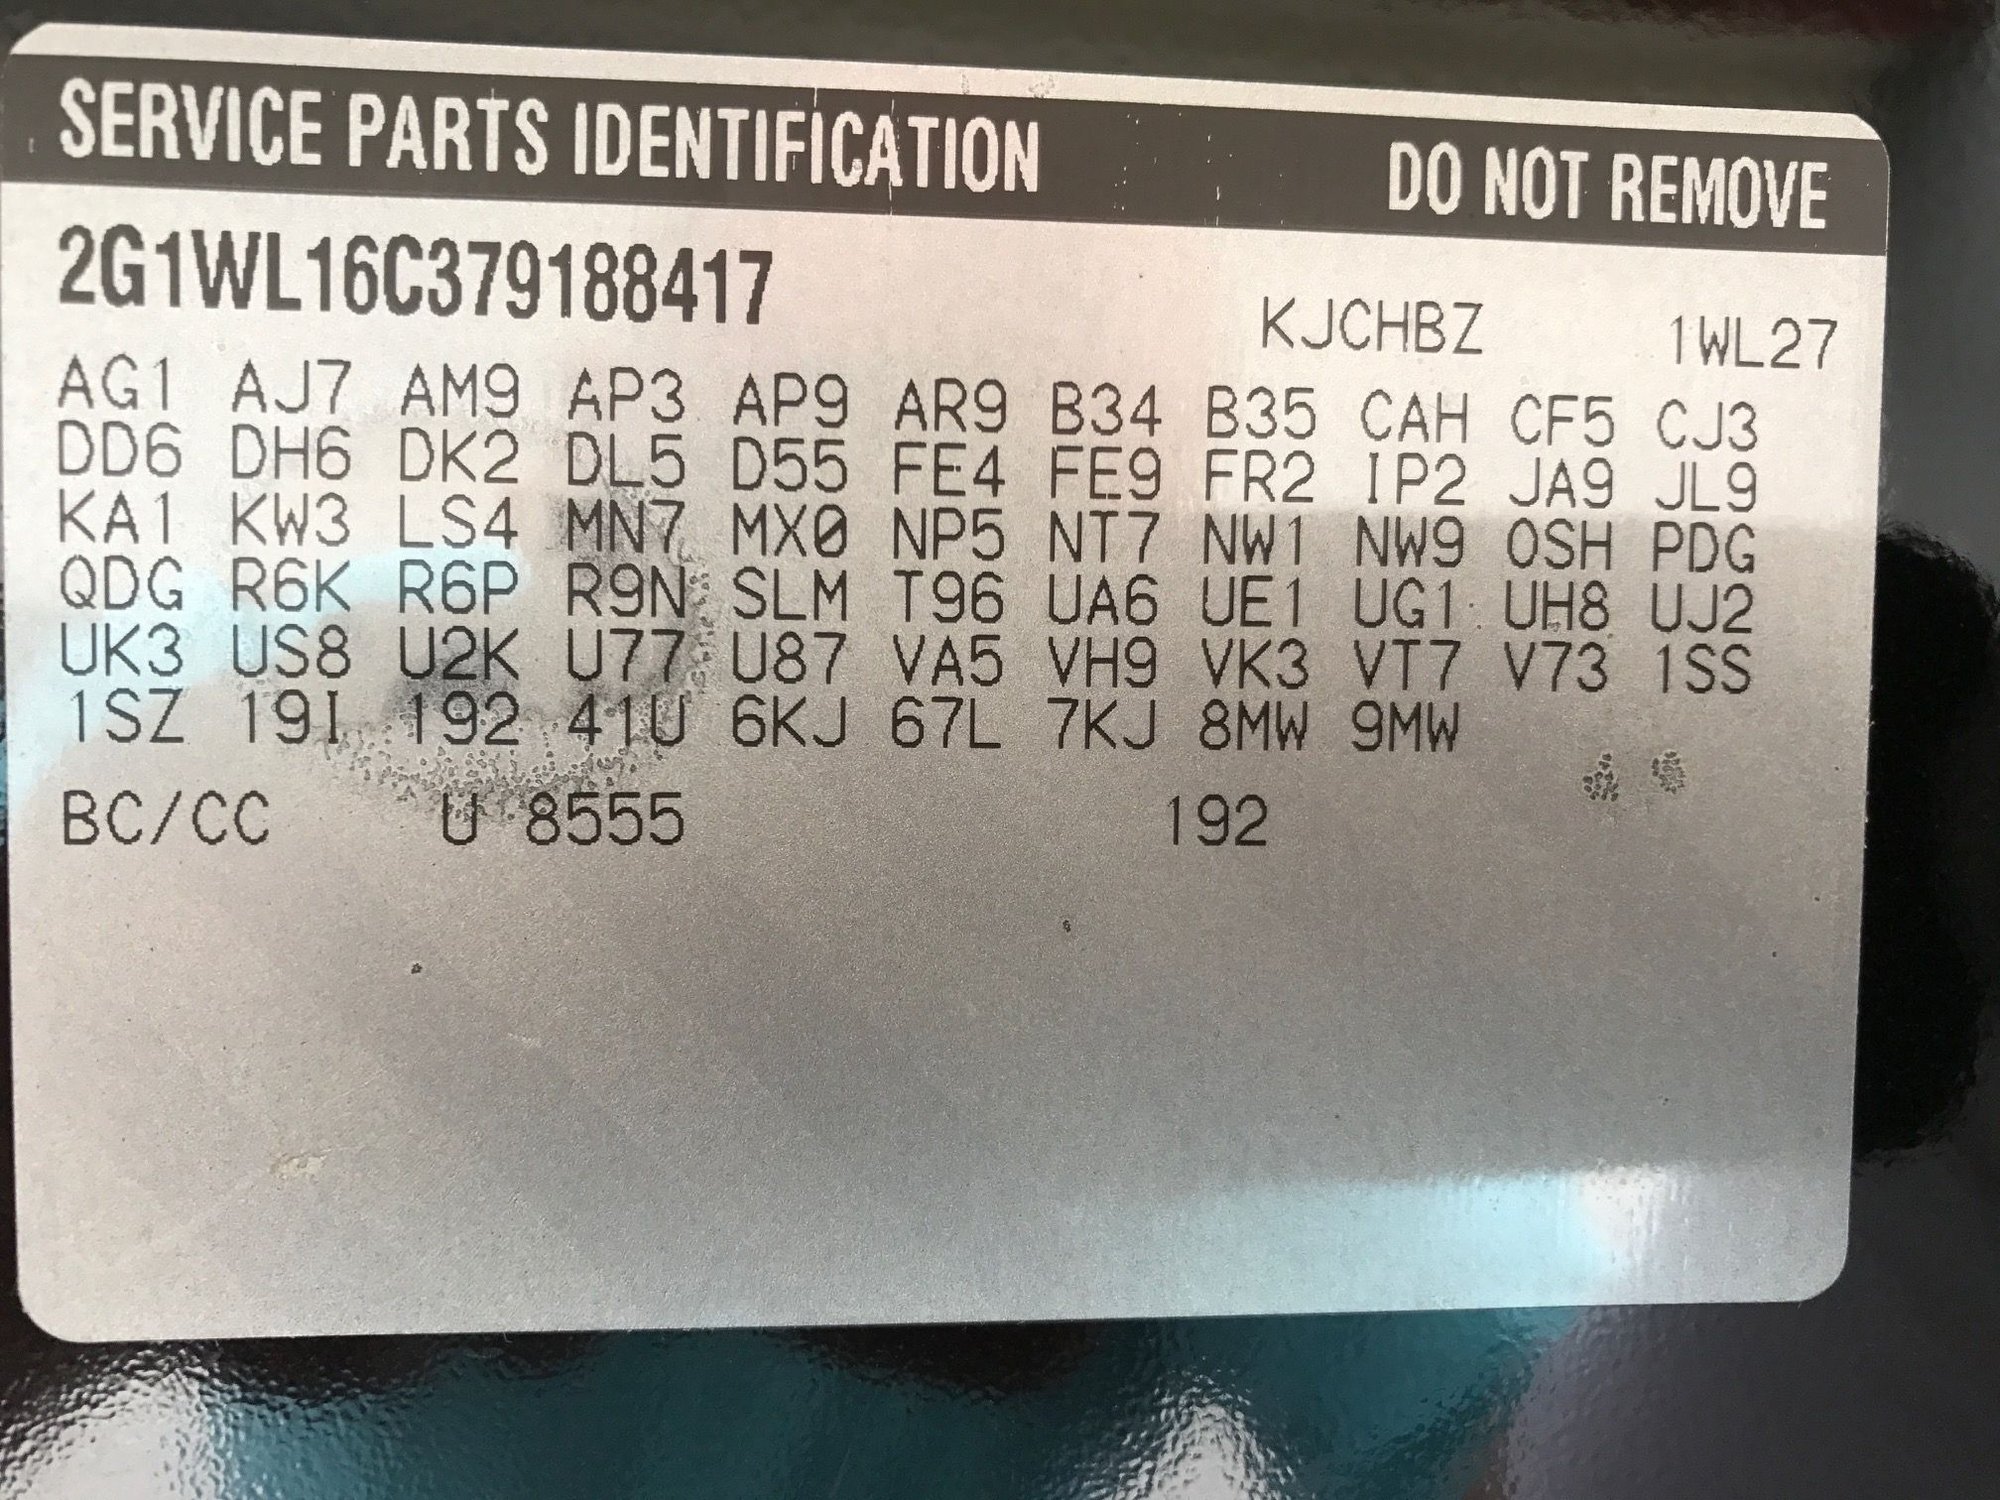 SERVICE PARTS IDENTIFICATION DO NOT REMOVE
2G1WL16C379188417
KJCHBZ 1WL27
AG1 AJ7 AM9 AP3 AP9 AR9 B34 B35 CAH CF5 CJ3
DD6 DH6 DK2 DL5 D55 FE4 FE9 FR2 IP2 JA9 JL9
KA1 KW3 LS4 MN7 MX0 NP5 NT7 NW1 NW9 OSH PDG
QDG R6K R6P R9N SLM T96 UA6 UE1 UG1 UH8 UJ2
UK3 US8 U2K U77 U87 VA5 VH9 VK3 VT7 V73 1SS
1SZ 19I 192 41U 6KJ 67L 7KJ 8MW 9MW
BC/CC U 8555 192